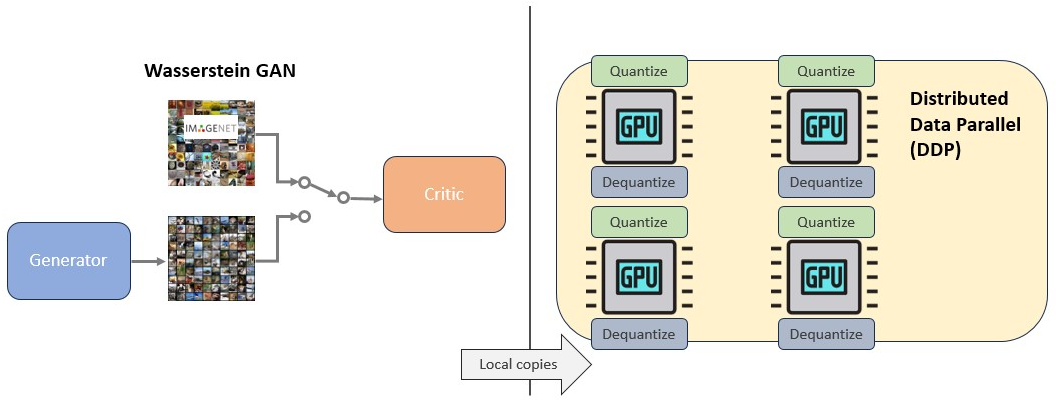 Wasserstein GAN
IMAGENET
Generator
Critic
Local copies
Quantize
GPU
Dequantize
Quantize
GPU
Dequantize
Quantize
GPU
Dequantize
Quantize
GPU
Dequantize
Distributed
Data Parallel
(DDP)